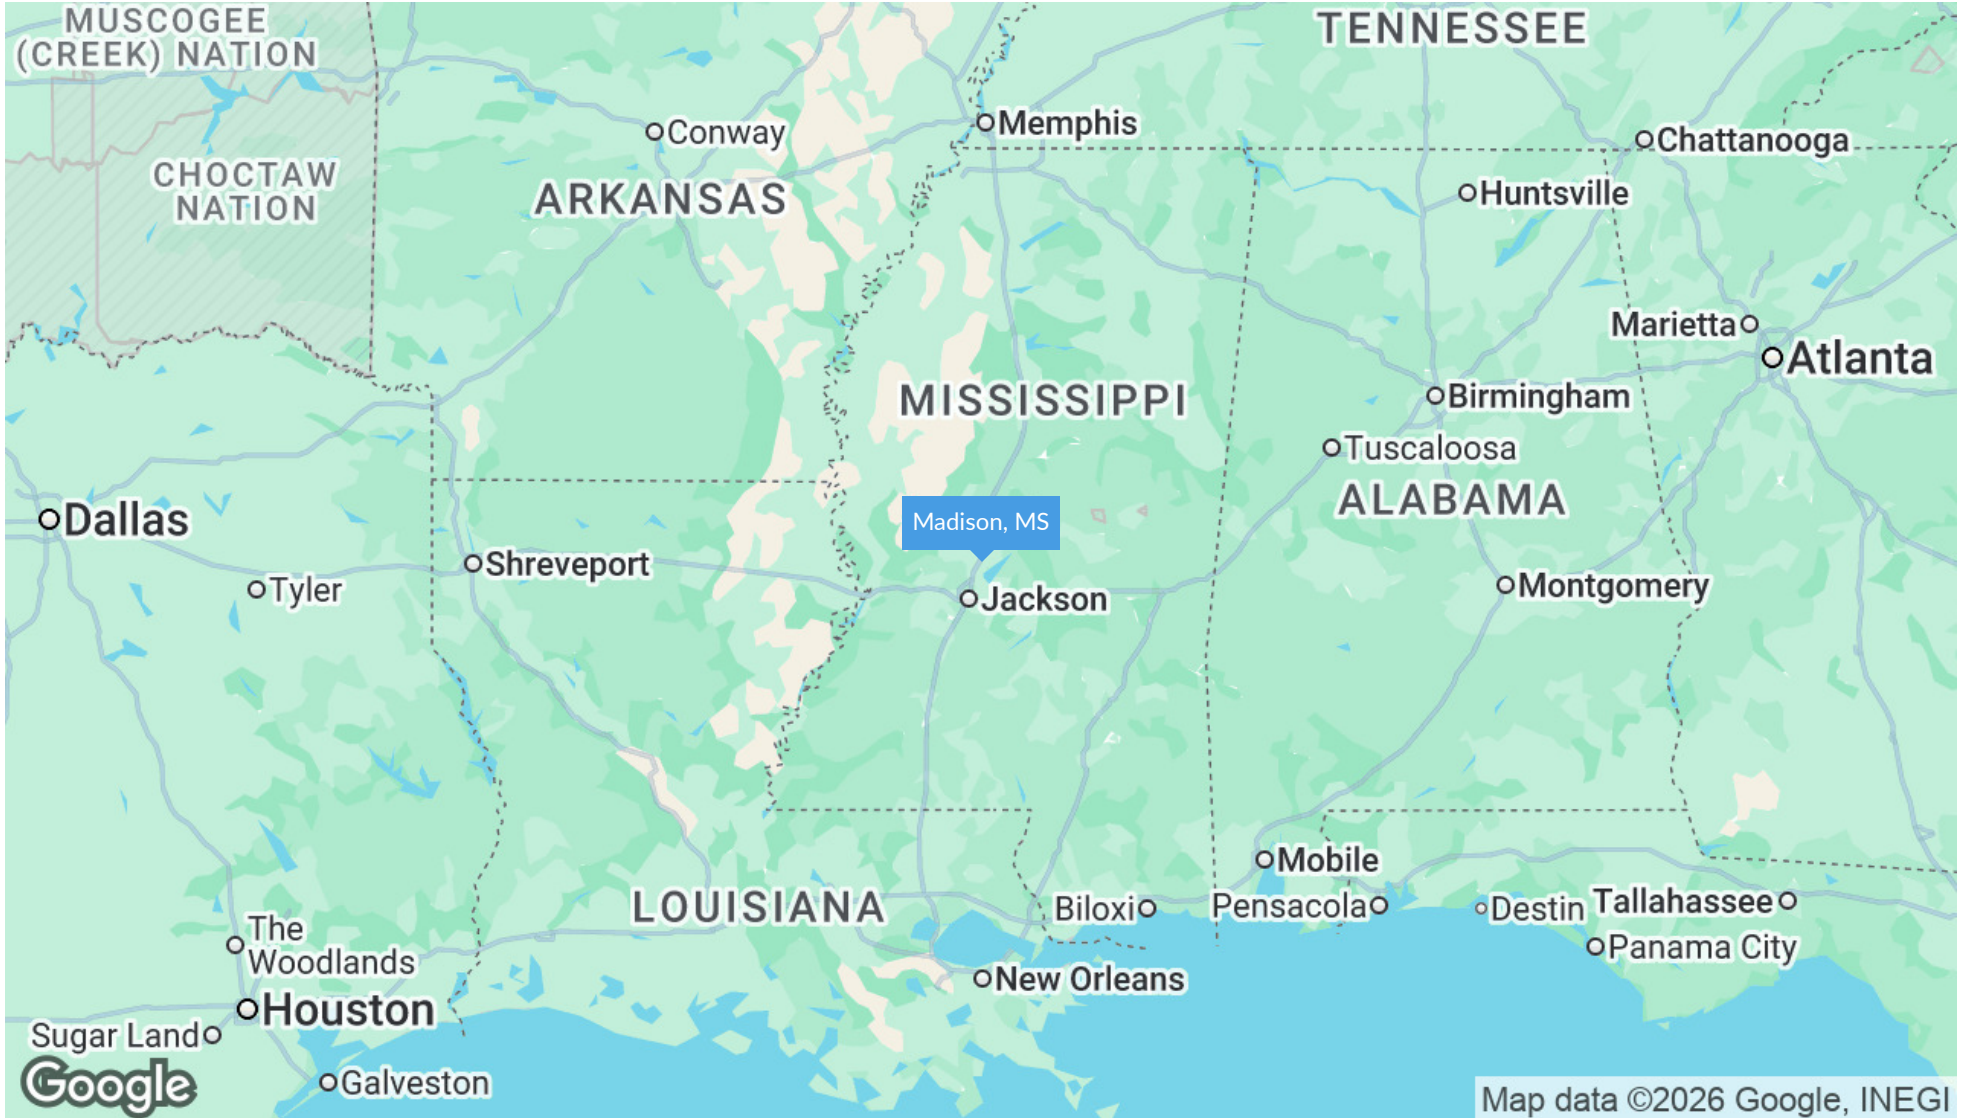 MUSCOGEE
(CREEK) NATION
TENNESSEE
Conway
Memphis
Chattanooga
CHOCTAW
NATION
ARKANSAS
Huntsville
Marietta
Atlanta
MISSISSIPPI
Birmingham
Tuscaloosa
ALABAMA
Dallas
Madison, MS
Shreveport
Tyler
Jackson
Montgomery
Mobile
LOUISIANA
Biloxi
Pensacola
Destin
Tallahassee
The
Woodlands
Panama City
New Orleans
Houston
Sugar Land
Google
Galveston
Map data ©2026 Google, INEGI